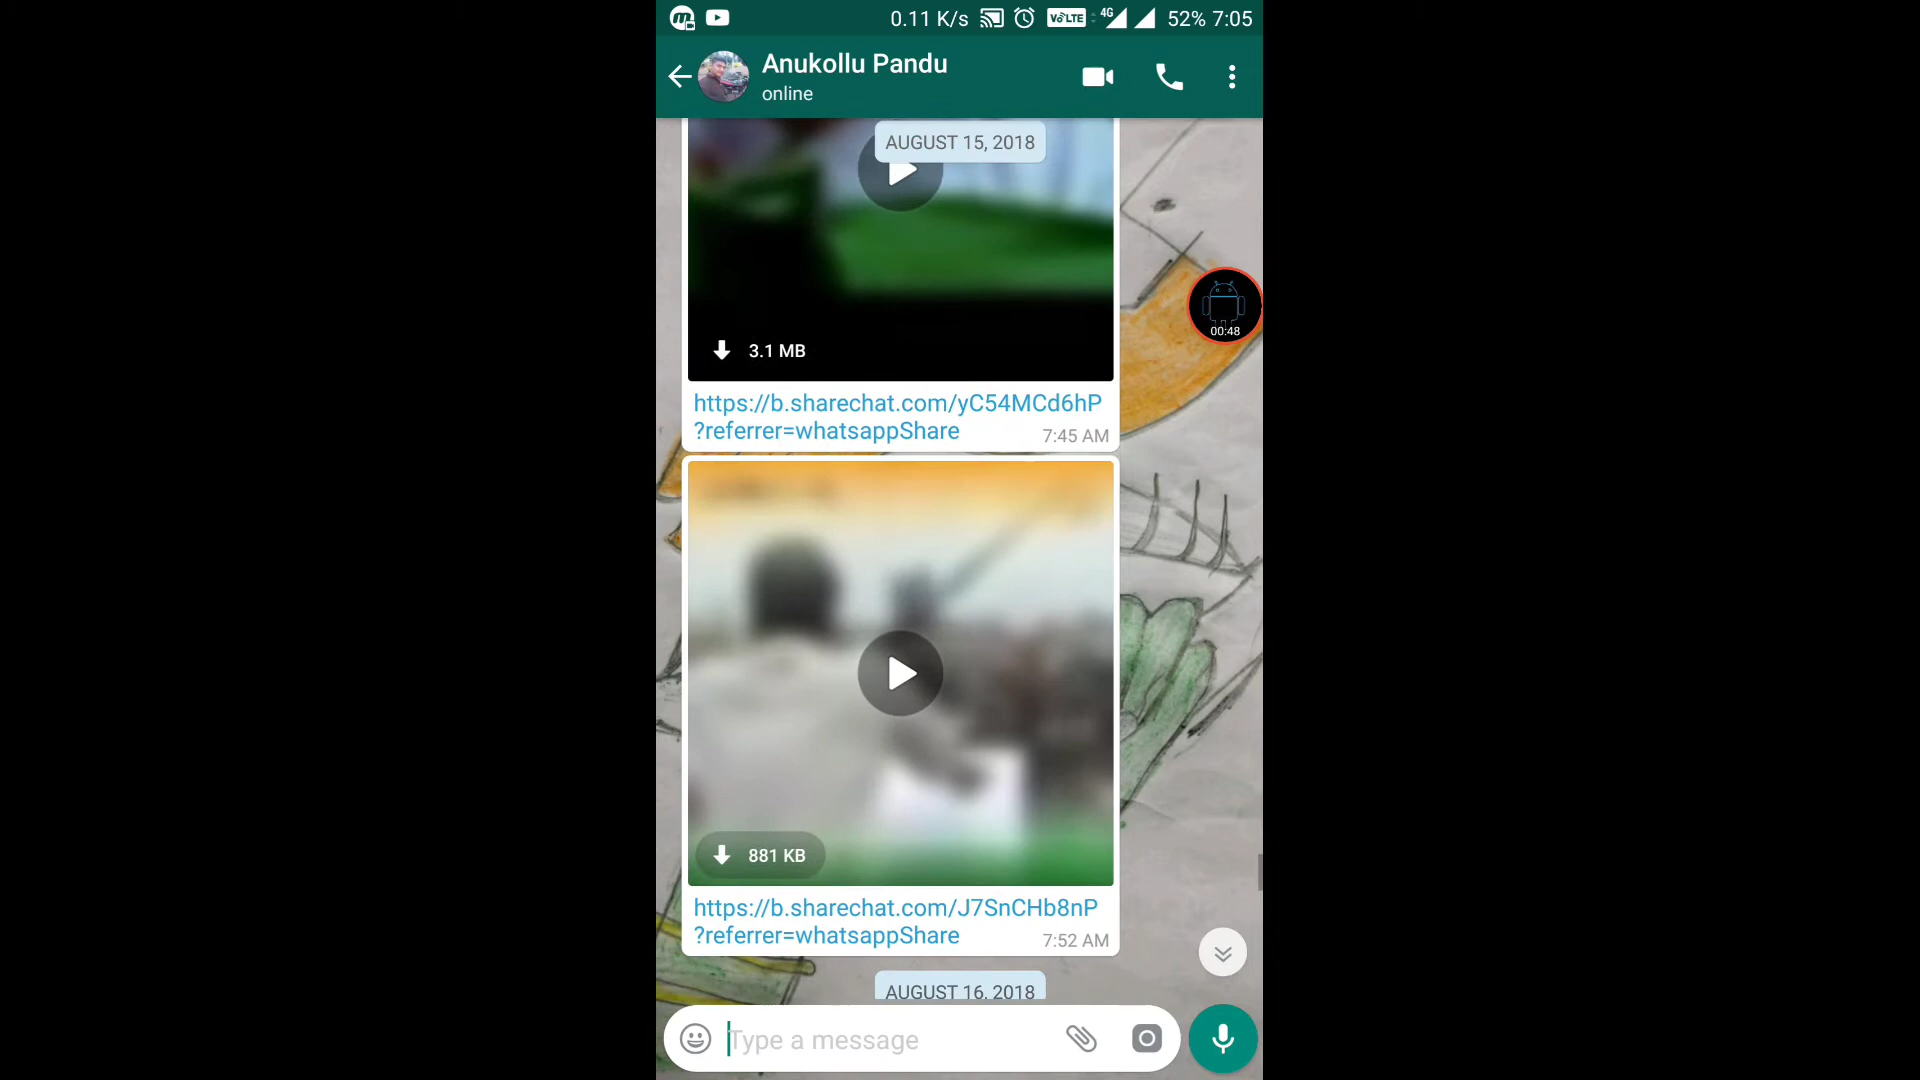 0.11 K/s VoLTE 4G 52% 7:05
Anukollu Pandu
online
AUGUST 15, 2018
00:48
3.1 MB
https://b.sharechat.com/yC54MCd6hP
?referrer=whatsappShare
7:45 AM
881 KB
https://b.sharechat.com/J7SnCHb8nP
?referrer=whatsappShare
7:52 AM
AUGUST 16, 2018
Type a message